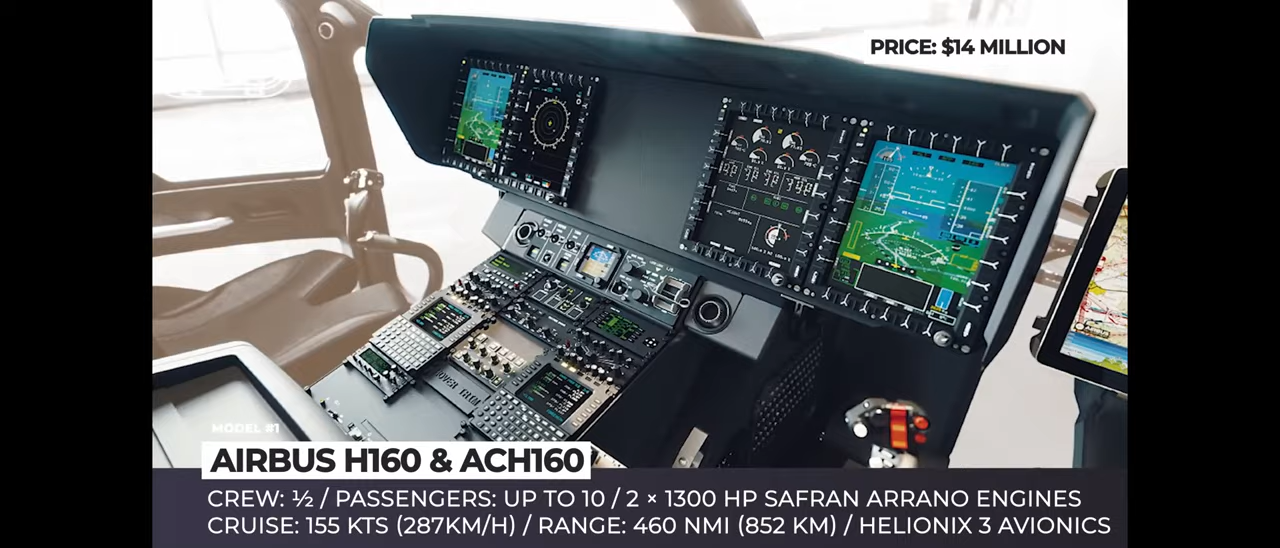 PRICE: $14 MILLION
MODEL #1
AIRBUS H160 & ACH160
CREW: ½ / PASSENGERS: UP TO 10 / 2 × 1300 HP SAFRAN ARRANO ENGINES
CRUISE: 155 KTS (287KM/H) / RANGE: 460 NMI (852 KM) / HELIONIX 3 AVIONICS